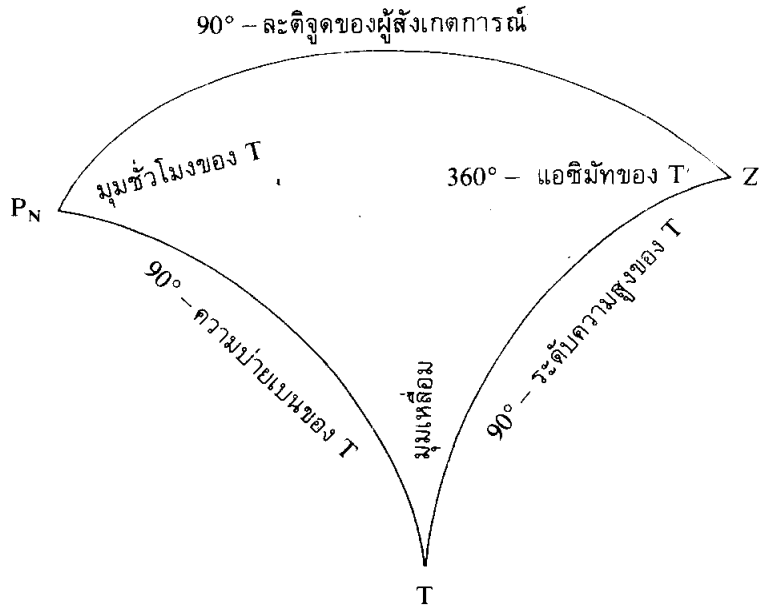 90° – ละติจูดของผู้สังเกตการณ์
มุมชั่วโมงของ T
360° – แอซิมัทของ T
Z
P_N
90° – ความบ่ายเบนของ T
90° – ระดับความสูงของ T
มุมเหลื่อม
T